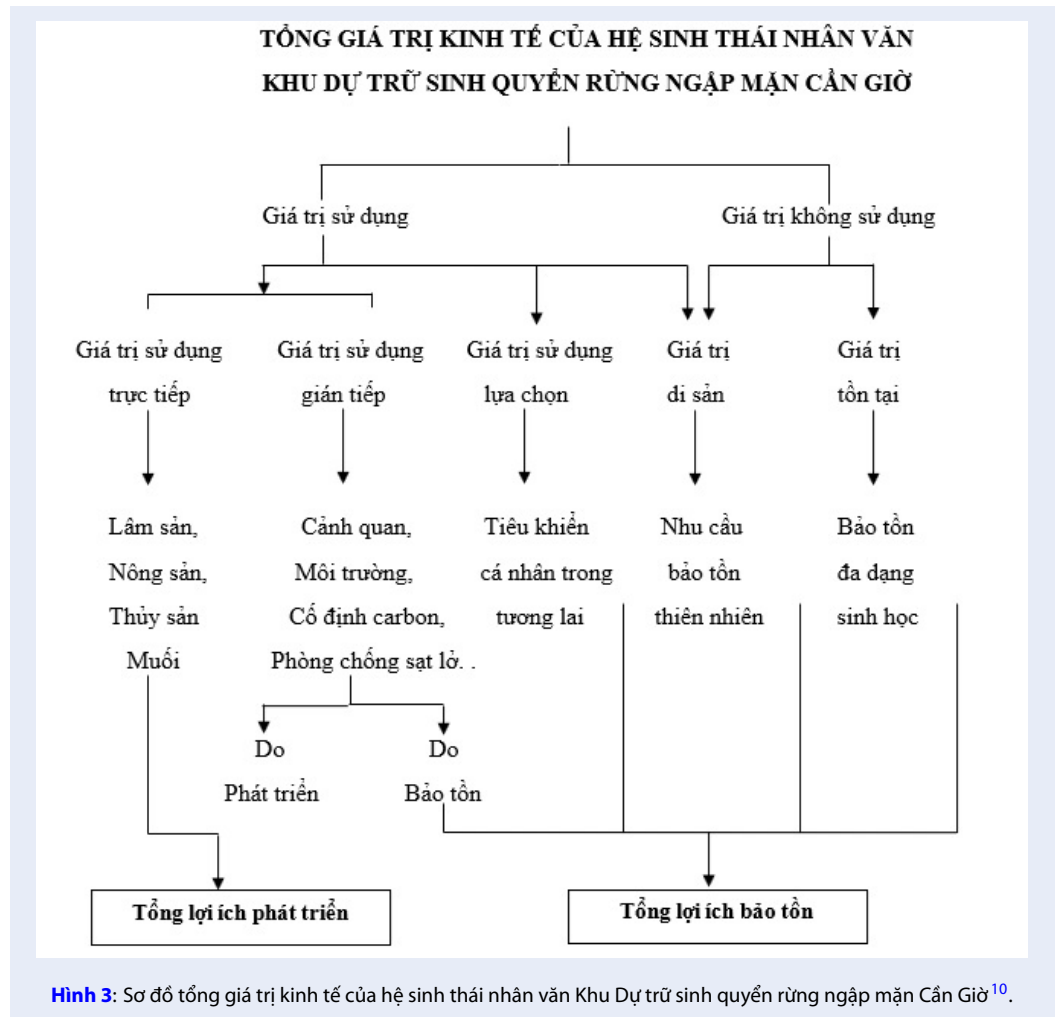 TỔNG GIÁ TRỊ KINH TẾ CỦA HỆ SINH THÁI NHÂN VĂN
KHU DỰ TRỮ SINH QUYỂN RỪNG NGẬP MẶN CẦN GIỜ
Giá trị sử dụng
Giá trị không sử dụng
Giá trị sử dụng
trực tiếp
Giá trị sử dụng
gián tiếp
Giá trị sử dụng
lựa chọn
Giá trị
di sản
Giá trị
tồn tại
Lâm sản,
Nông sản,
Thủy sản
Muối
Cảnh quan,
Môi trường,
Cố định carbon,
Phòng chống sạt lở. .
Tiêu khiển
cá nhân trong
tương lai
Nhu cầu
bảo tồn
thiên nhiên
Bảo tồn
đa dạng
sinh học
Do
Phát triển
Do
Bảo tồn
Tổng lợi ích phát triển
Tổng lợi ích bảo tồn
Hình 3: Sơ đồ tổng giá trị kinh tế của hệ sinh thái nhân văn Khu Dự trữ sinh quyển rừng ngập mặn Cần Giờ 10.